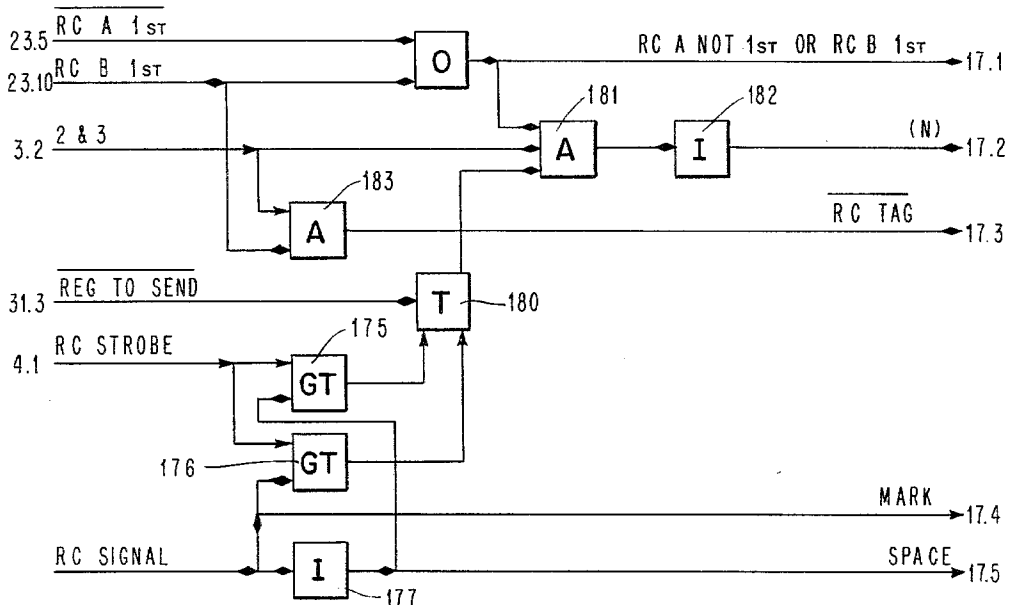 RC A 1ST
23.5
O
RC A NOT 1ST OR RC B 1ST
17.1
RC B 1ST
23.10
181
182
2 & 3
3.2
A
I
(N)
17.2
183
A
RC TAG
17.3
REG TO SEND
31.3
T
180
RC STROBE
4.1
175
GT
176
GT
MARK
17.4
RC SIGNAL
I
177
SPACE
17.5